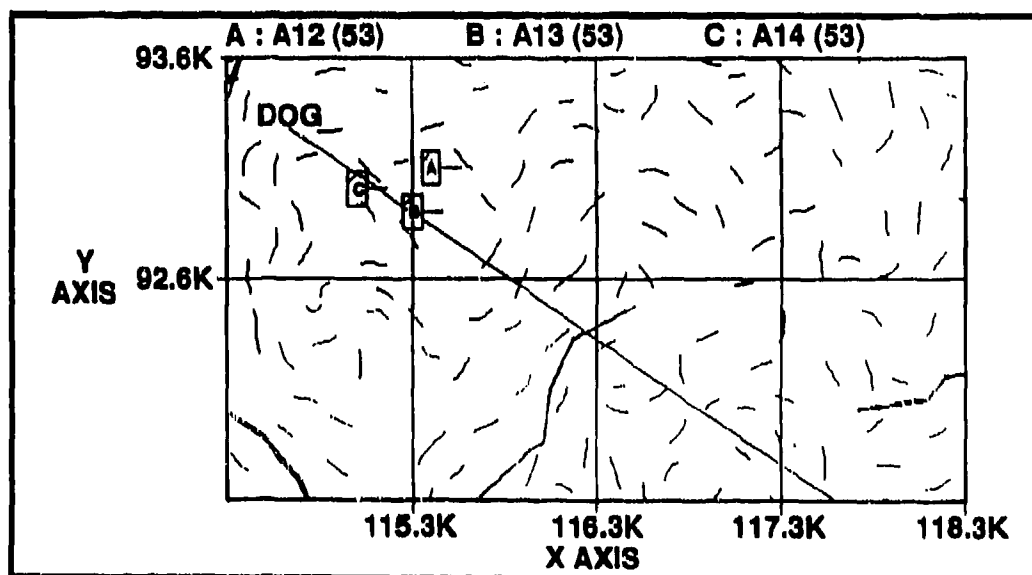 A : A12 (53) B : A13 (53) C : A14 (53)
93.6K
DOG
A
C
B
Y
AXIS
92.6K
115.3K 116.3K 117.3K 118.3K
X AXIS